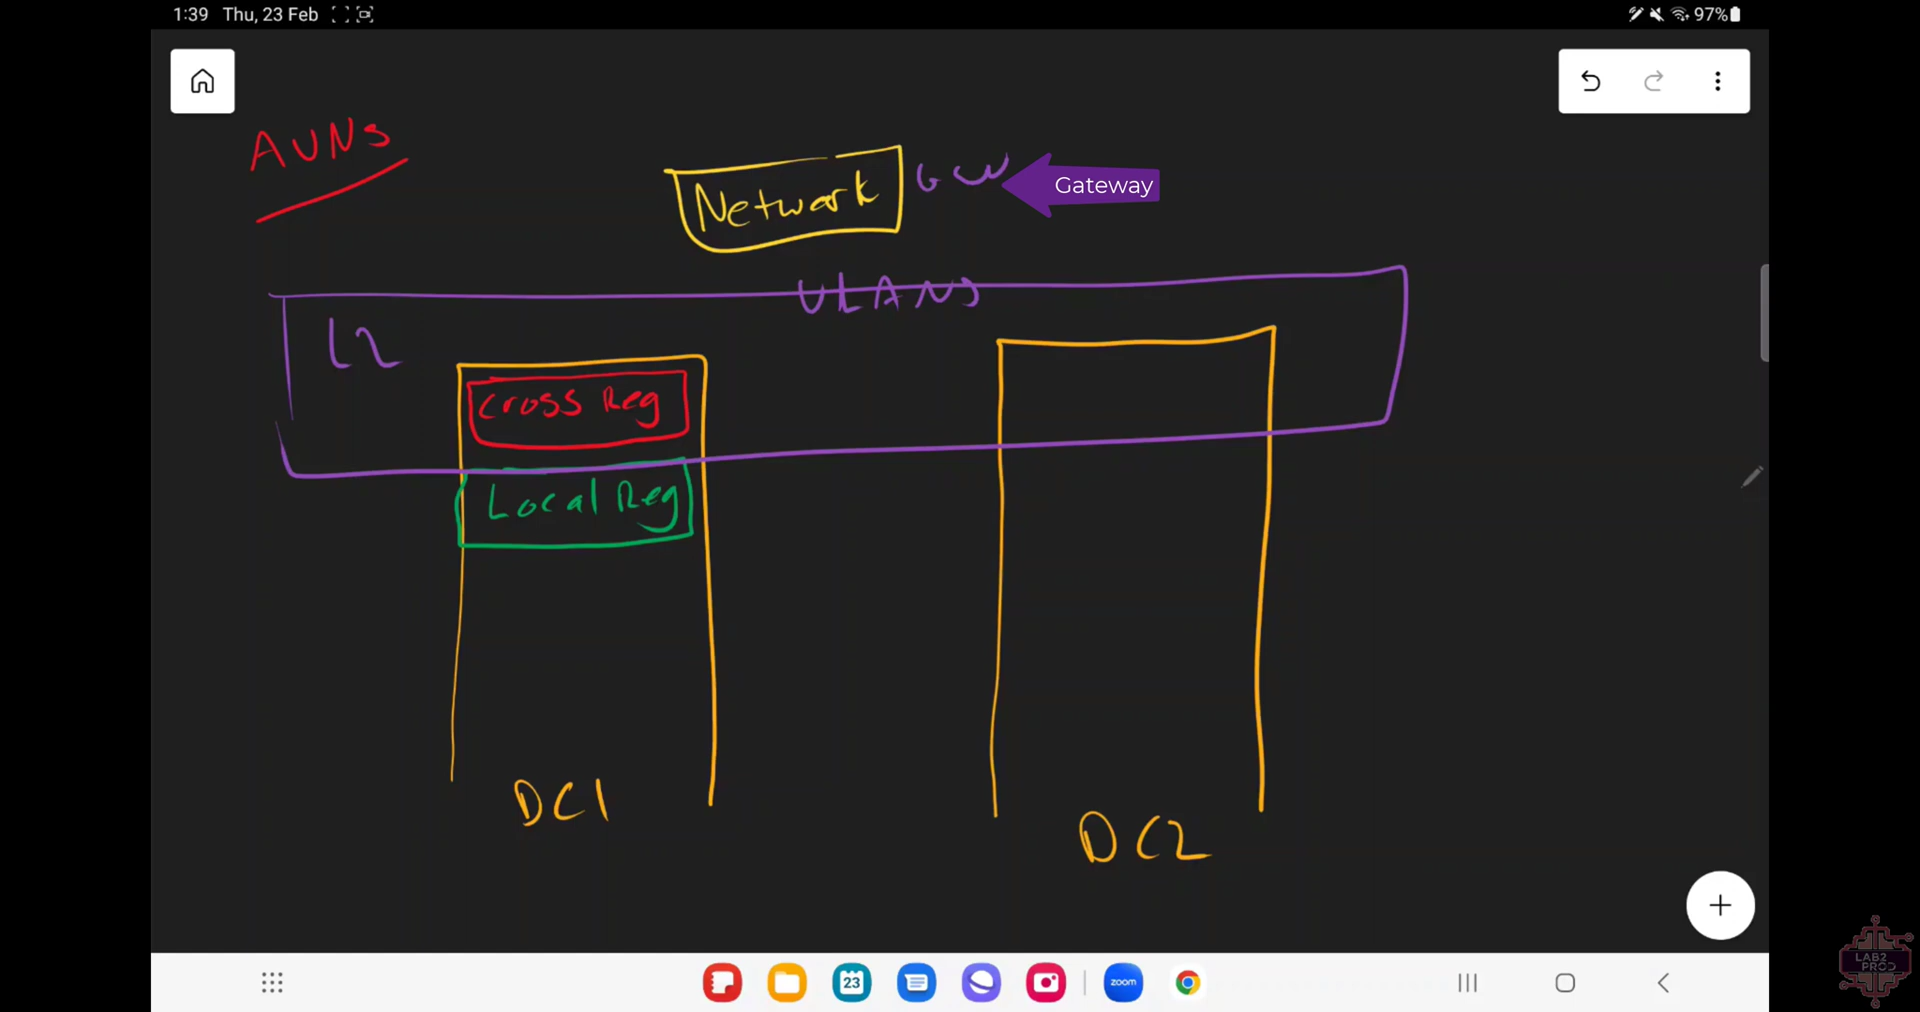 1:39 Thu, 23 Feb
97%
AVNs
Network
GW
Gateway
VLANs
L2
Cross Reg
Local Reg
DC1
DC2
23
zoom
LAB2
PROD